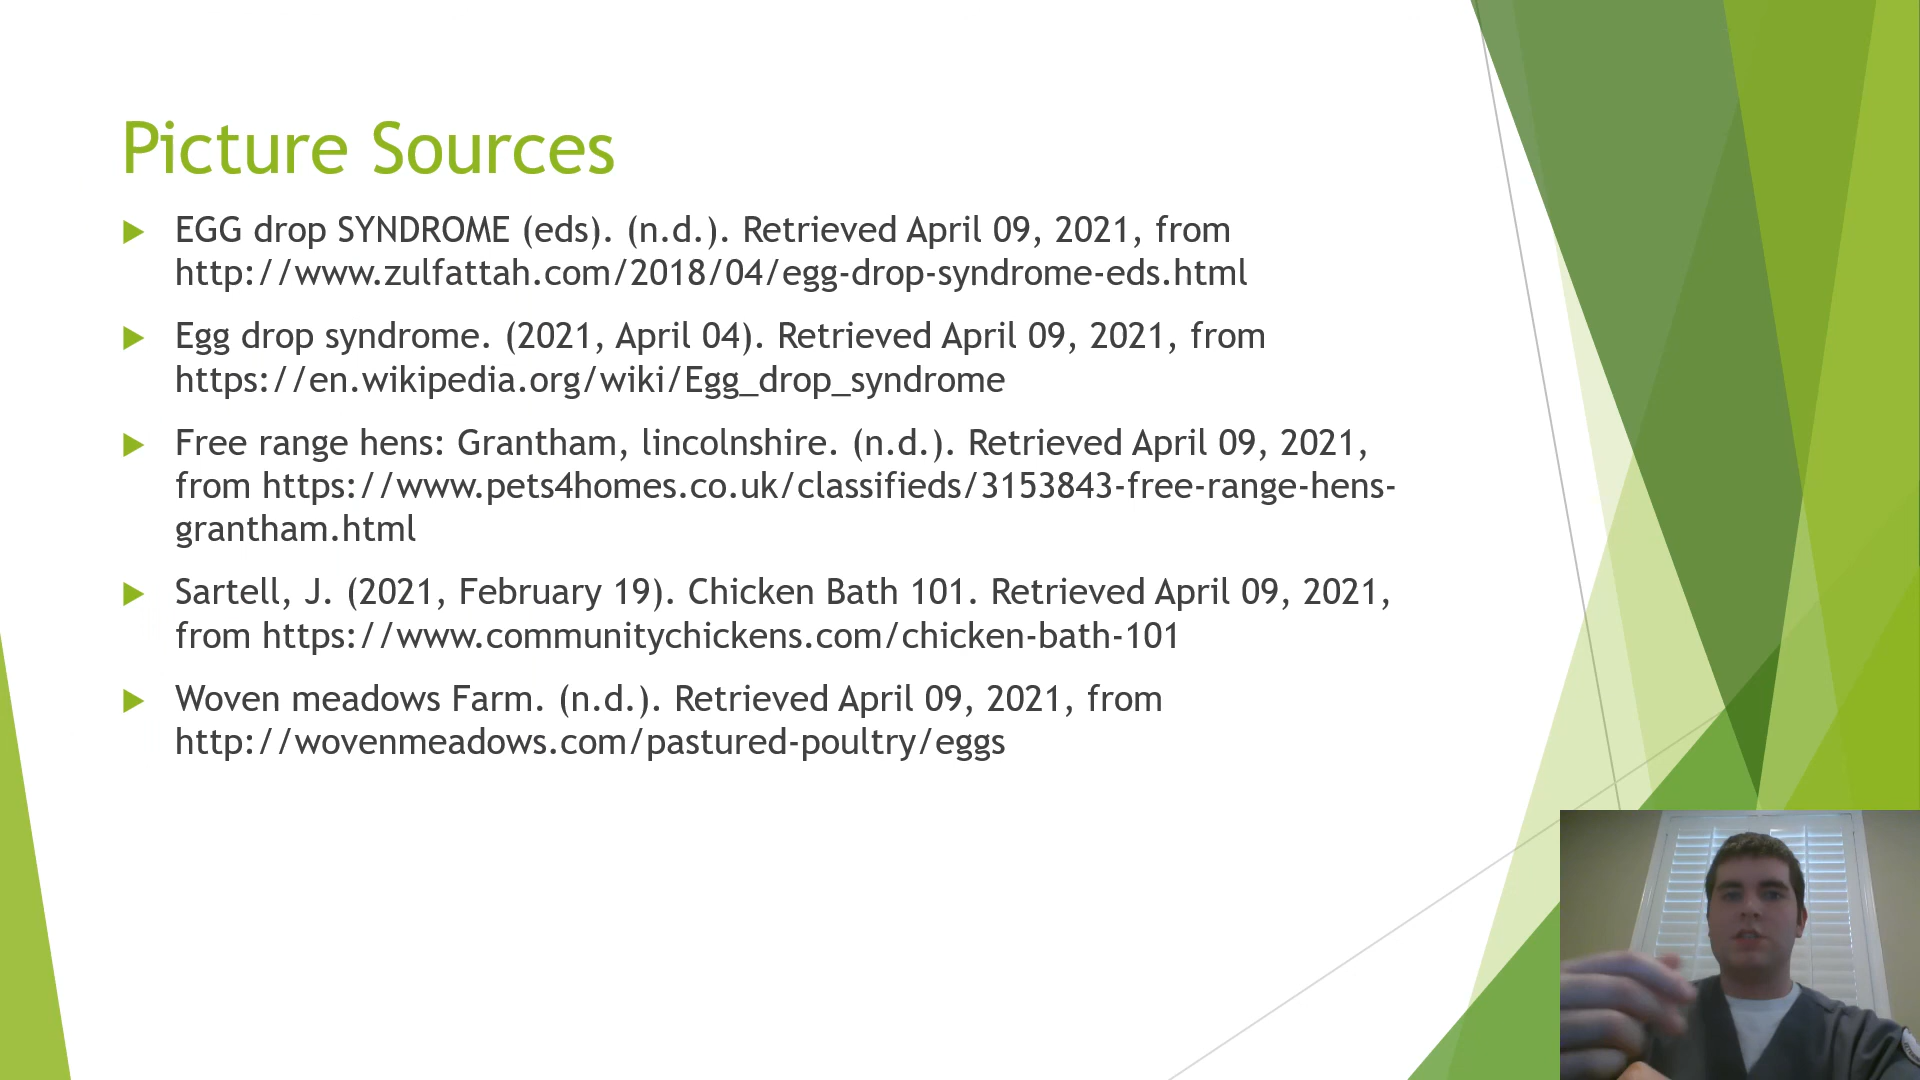 Picture Sources
EGG drop SYNDROME (eds). (n.d.). Retrieved April 09, 2021, from
http://www.zulfattah.com/2018/04/egg-drop-syndrome-eds.html
Egg drop syndrome. (2021, April 04). Retrieved April 09, 2021, from
https://en.wikipedia.org/wiki/Egg_drop_syndrome
Free range hens: Grantham, lincolnshire. (n.d.). Retrieved April 09, 2021,
from https://www.pets4homes.co.uk/classifieds/3153843-free-range-hens-
grantham.html
Sartell, J. (2021, February 19). Chicken Bath 101. Retrieved April 09, 2021,
from https://www.communitychickens.com/chicken-bath-101
Woven meadows Farm. (n.d.). Retrieved April 09, 2021, from
http://wovenmeadows.com/pastured-poultry/eggs